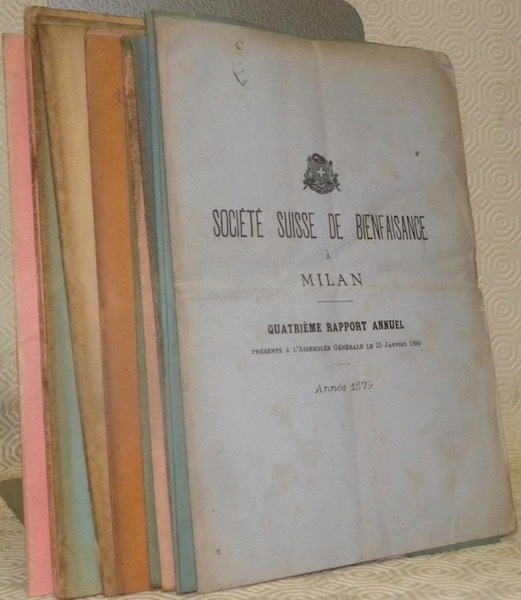 SOCIÉTÉ SUISSE DE BIENFAISANCE
À
MILAN
QUATRIÈME RAPPORT ANNUEL
PRÉSENTÉ À L'ASSEMBLÉE GÉNÉRALE LE 25 JANVIER 1880
Année 1879